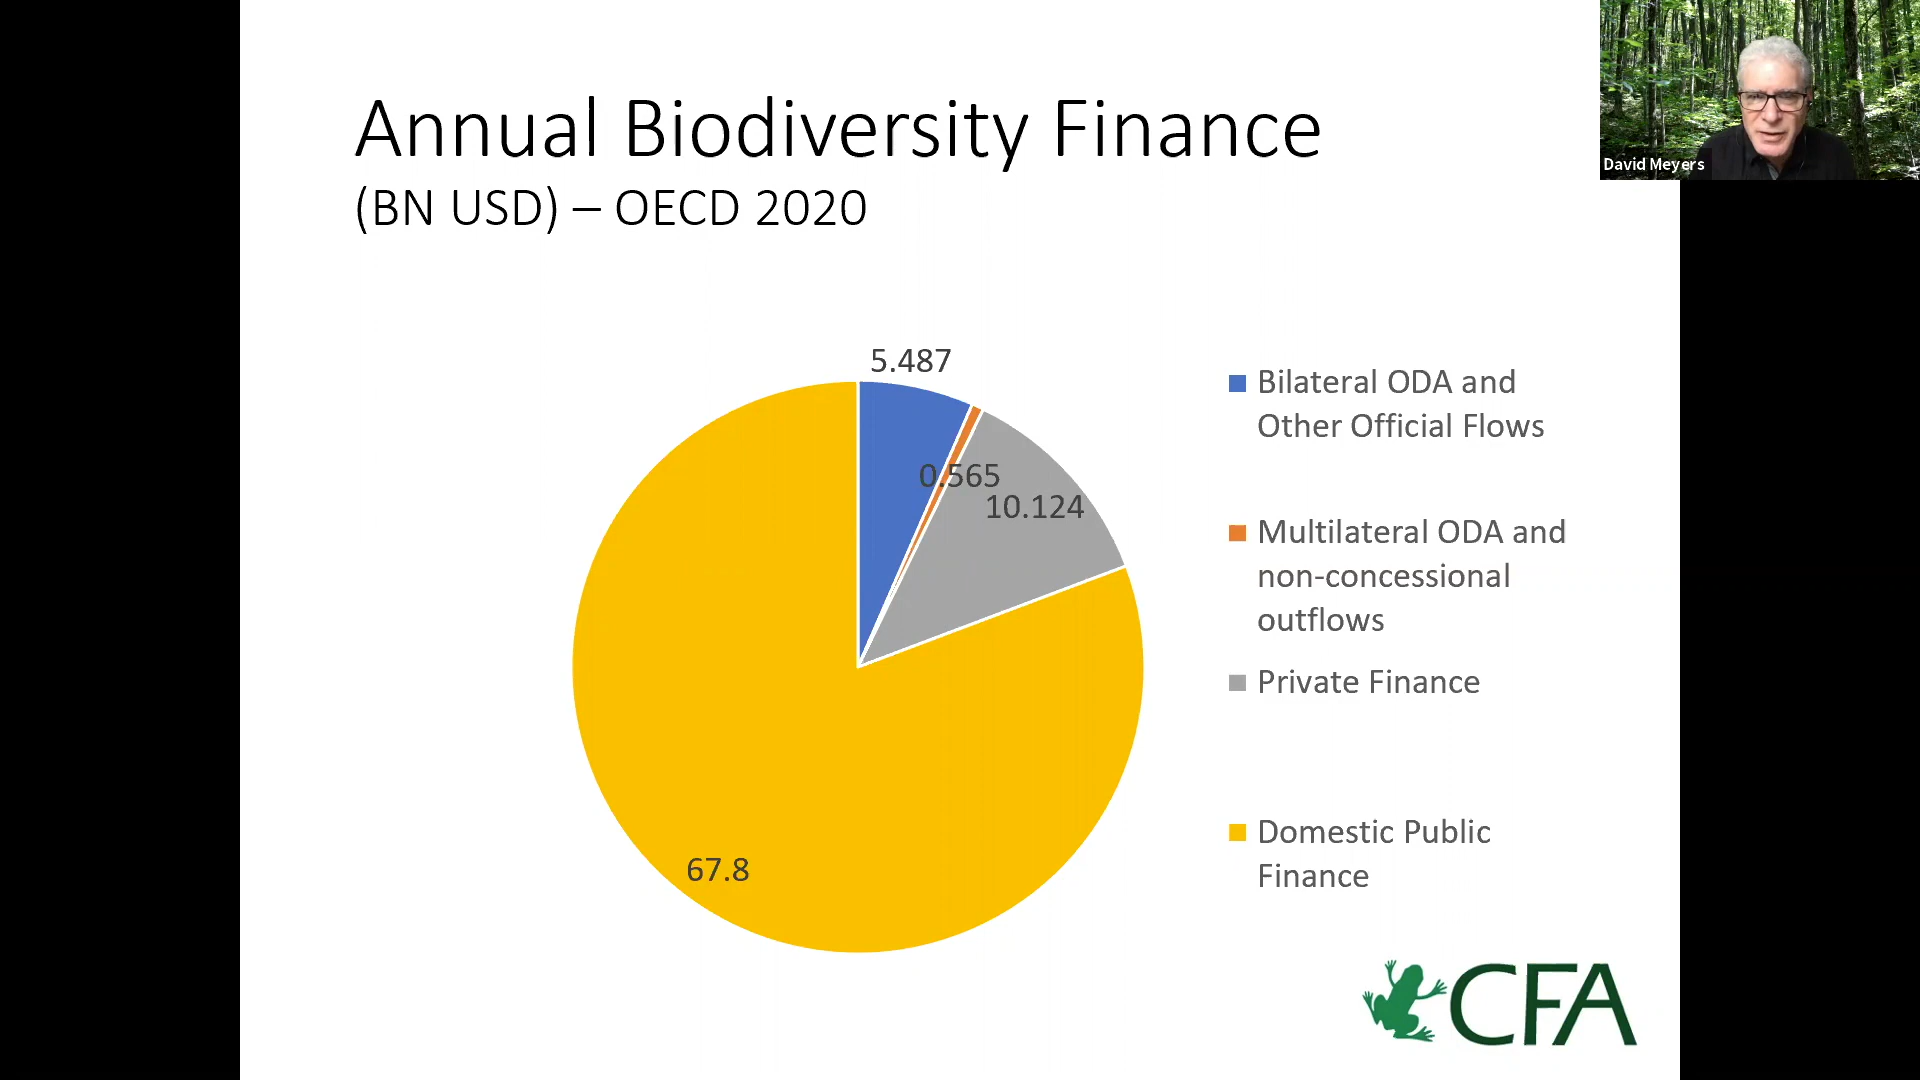 Annual Biodiversity Finance
(BN USD) – OECD 2020
David Meyers
5.487
0.565
10.124
67.8
Bilateral ODA and
Other Official Flows
Multilateral ODA and
non-concessional
outflows
Private Finance
Domestic Public
Finance
CFA